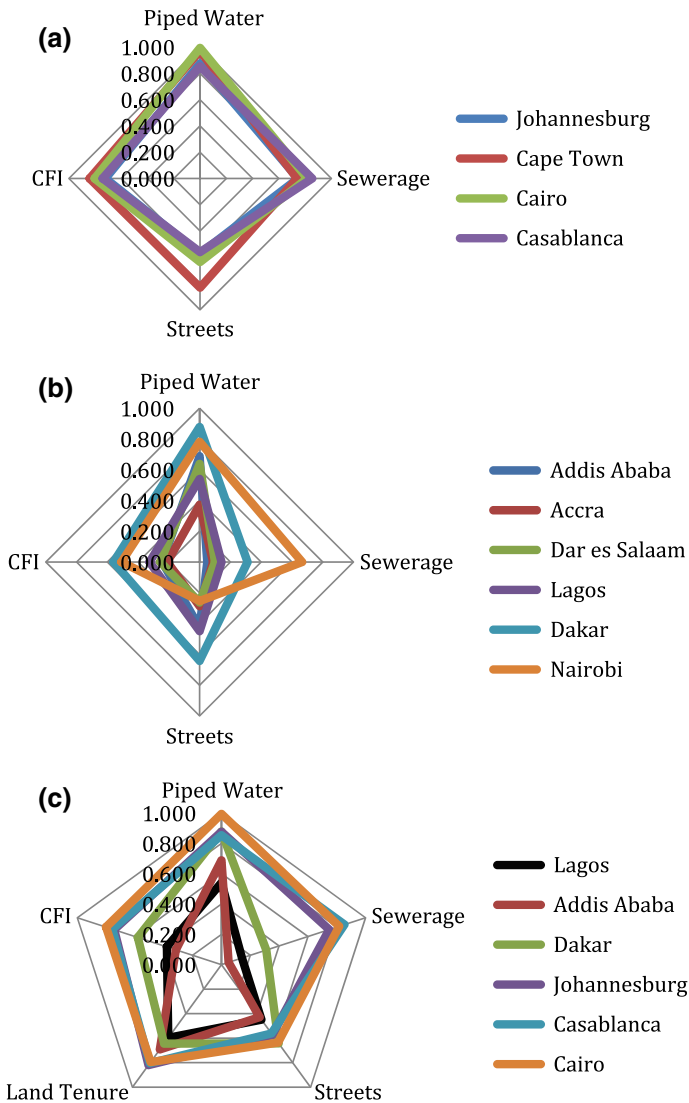 (a)
Piped Water
1.000
0.800
0.600
0.400
0.200
0.000
CFI
Sewerage
Streets
Johannesburg
Cape Town
Cairo
Casablanca
(b)
Piped Water
1.000
0.800
0.600
0.400
0.200
0.000
CFI
Sewerage
Streets
Addis Ababa
Accra
Dar es Salaam
Lagos
Dakar
Nairobi
(c)
Piped Water
1.000
0.800
0.600
0.400
0.200
0.000
CFI
Sewerage
Land Tenure
Streets
Lagos
Addis Ababa
Dakar
Johannesburg
Casablanca
Cairo